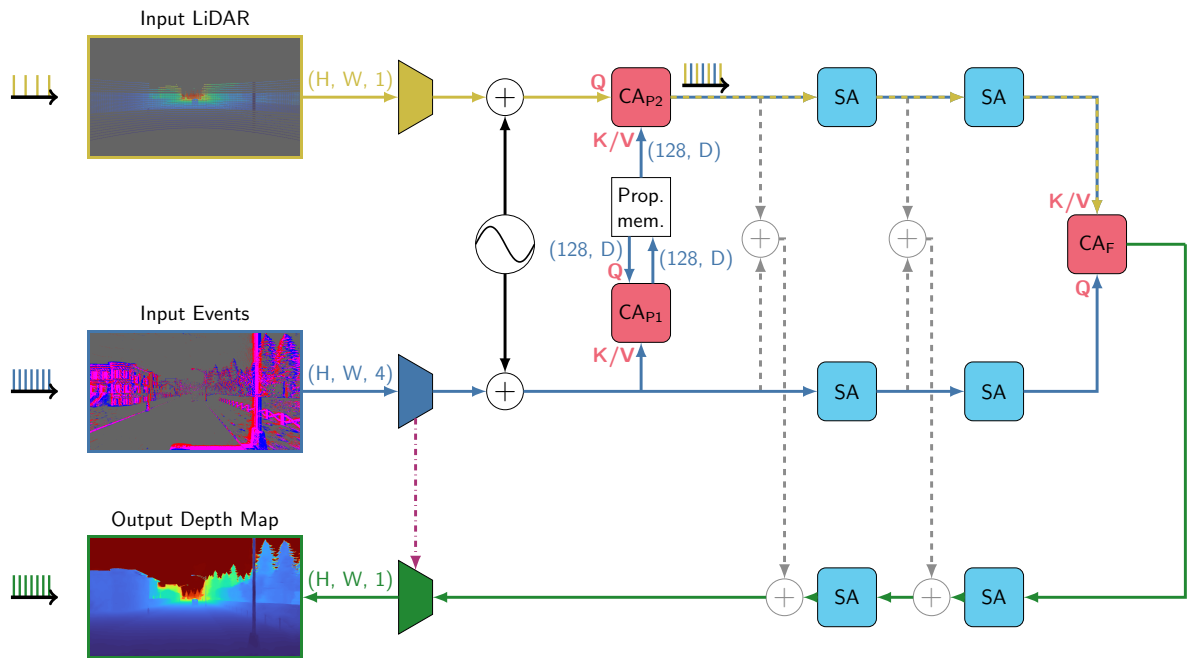 Input LiDAR
(H, W, 1)
Q
CA_P2
SA
SA
K/V
(128, D)
Prop.
mem.
K/V
CA_F
(128, D)
(128, D)
Q
Q
Input Events
CA_P1
K/V
(H, W, 4)
SA
SA
Output Depth Map
(H, W, 1)
SA
SA